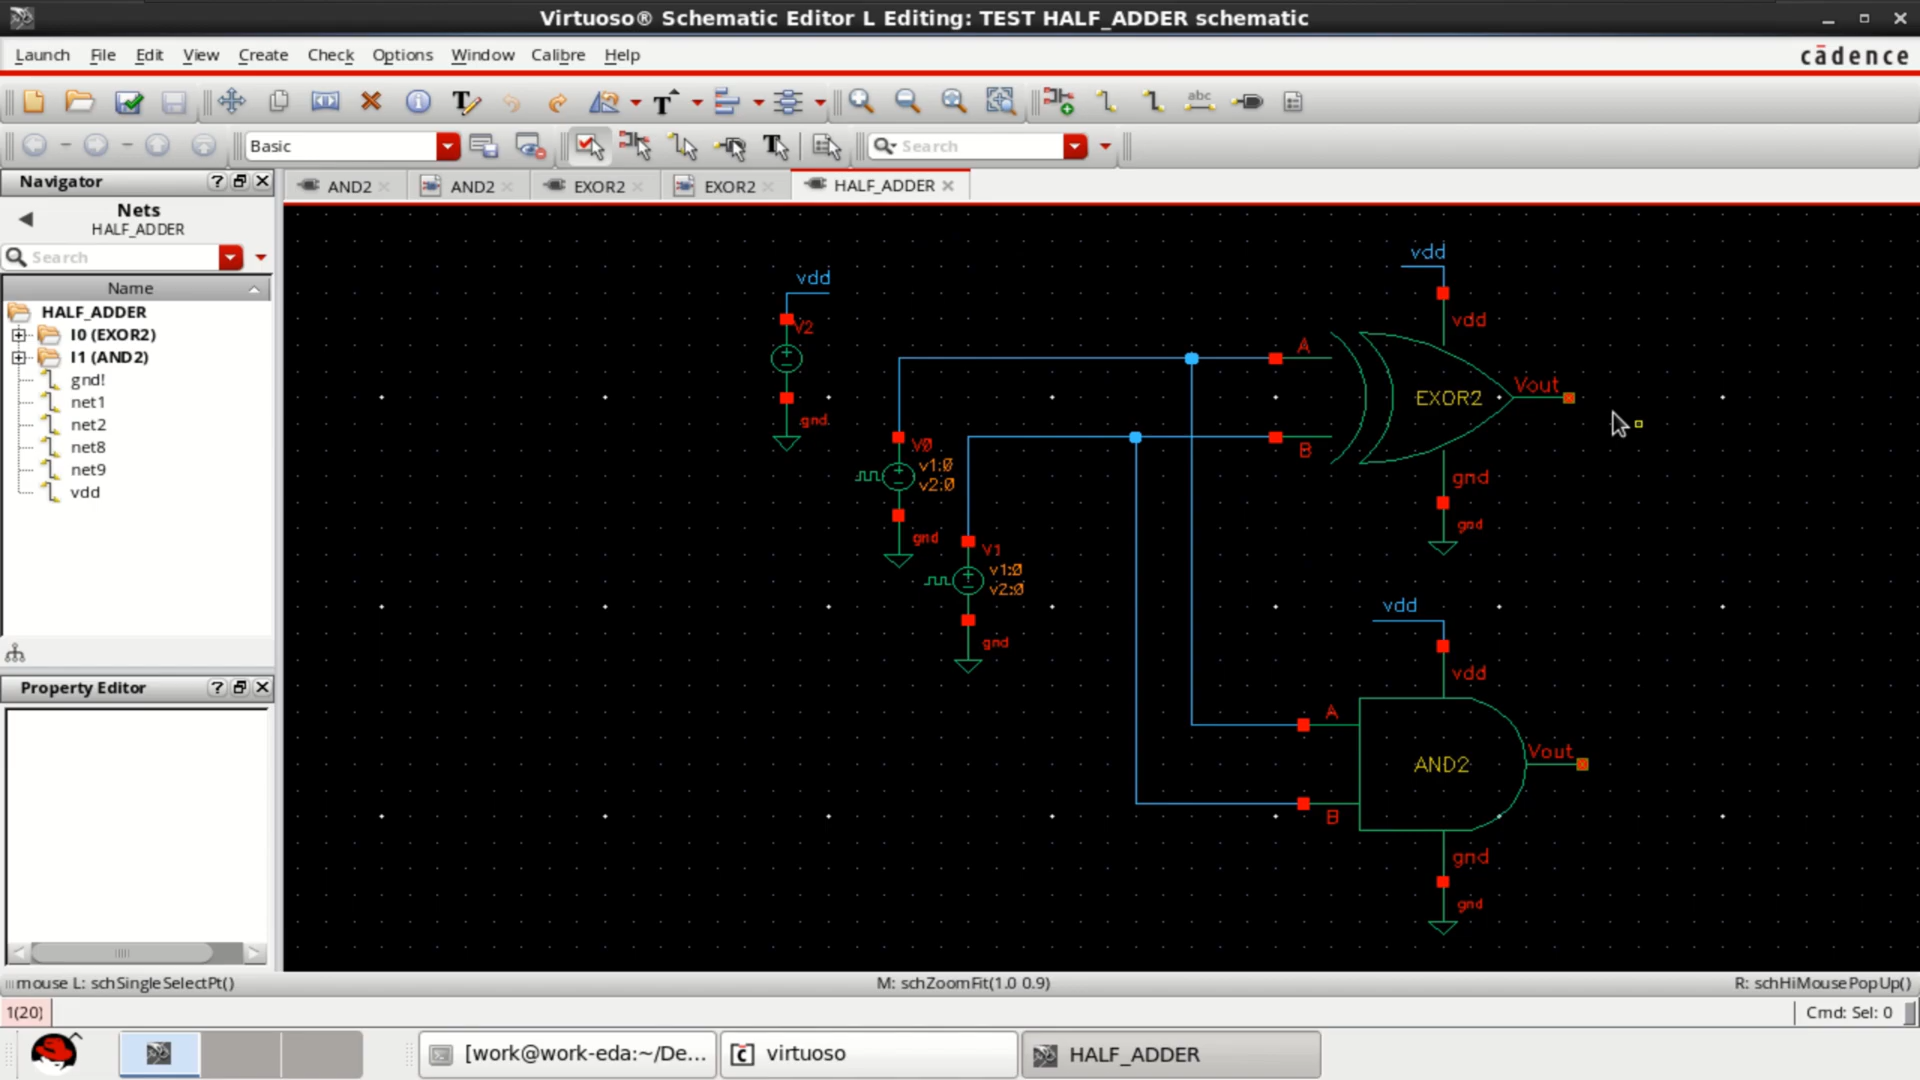 Virtuoso® Schematic Editor L Editing: TEST HALF_ADDER schematic
Launch File Edit View Create Check Options Window Calibre Help
cādence
abc
Basic
Search
Navigator
AND2
AND2
EXOR2
EXOR2
HALF_ADDER
Nets
HALF_ADDER
Search
Name
HALF_ADDER
I0 (EXOR2)
I1 (AND2)
gnd!
net1
net2
net8
net9
vdd
Property Editor
vdd
V2
gnd
V0
v1:0
v2:0
gnd
V1
v1:0
v2:0
gnd
vdd
vdd
A
EXOR2
Vout
B
gnd
gnd
vdd
vdd
A
AND2
Vout
B
gnd
gnd
mouse L: schSingleSelectPt()
M: schZoomFit(1.0 0.9)
R: schHiMousePopUp()
1(20)
Cmd: Sel: 0
[work@work-eda:~/De...
virtuoso
HALF_ADDER